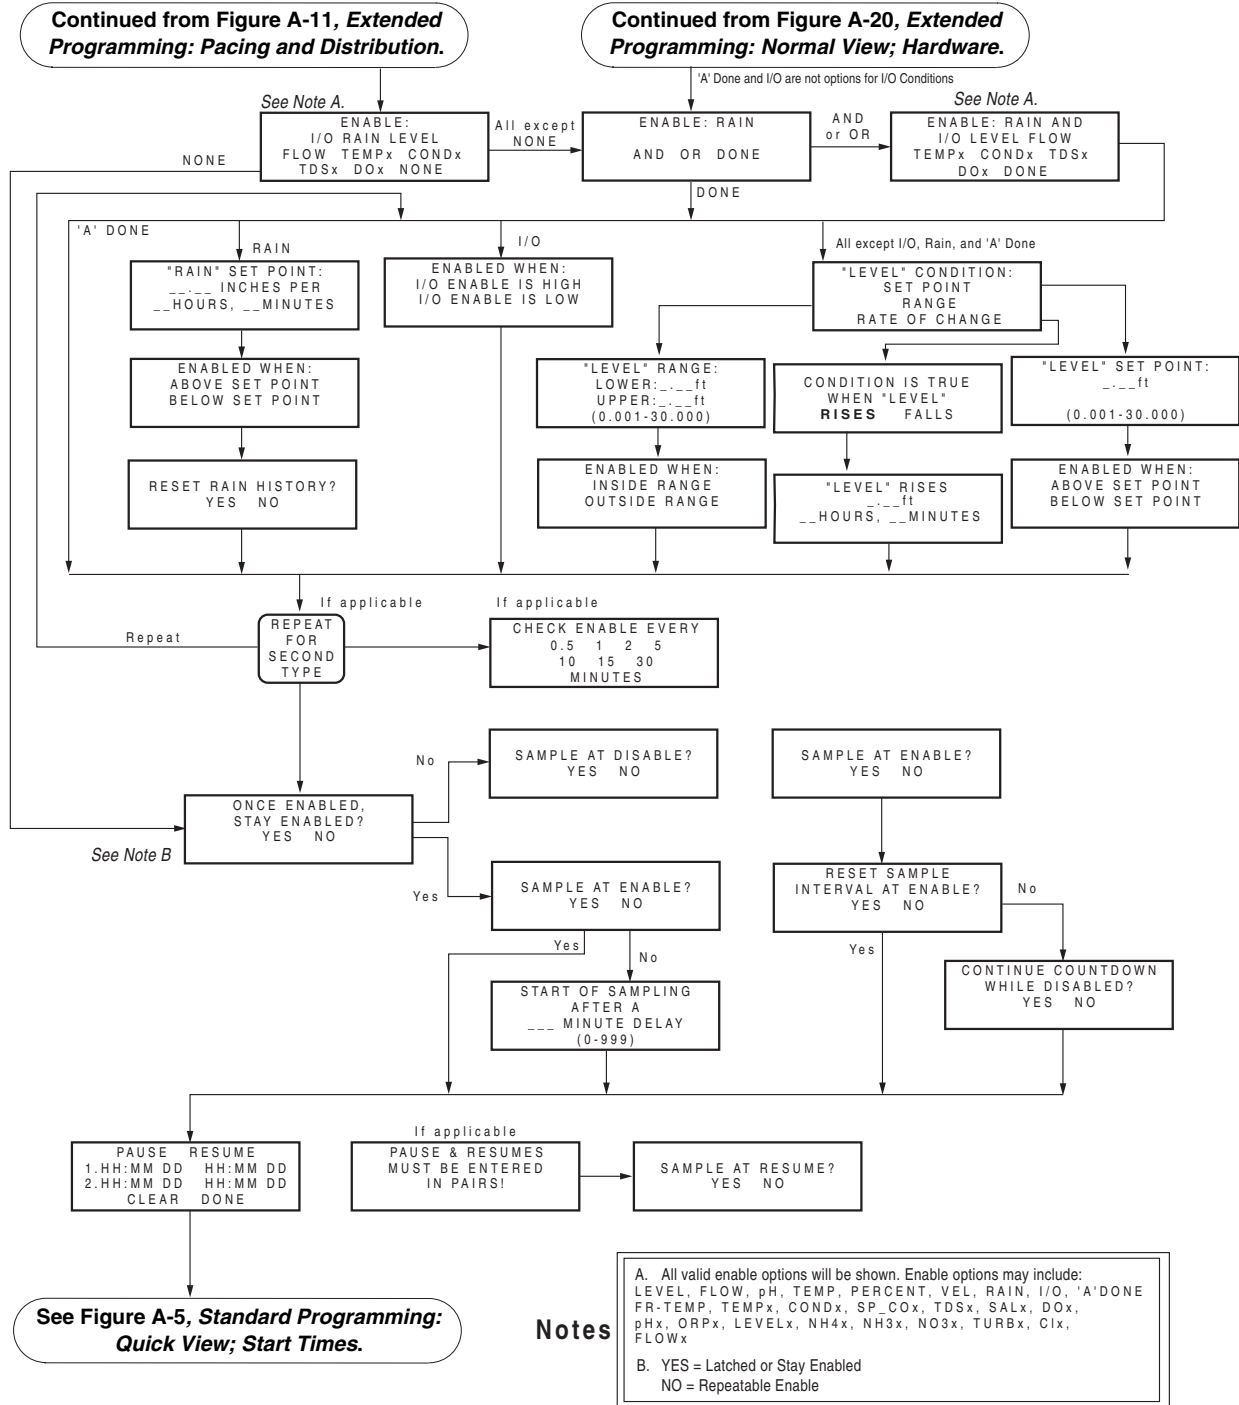 Continued from Figure A-11, Extended
Programming: Pacing and Distribution.
Continued from Figure A-20, Extended
Programming: Normal View; Hardware.
'A' Done and I/O are not options for I/O Conditions
See Note A.
ENABLE:
I/O RAIN LEVEL
FLOW TEMPx CONDx
TDSx DOx NONE
NONE
All except
NONE
ENABLE: RAIN
AND OR DONE
AND
or OR
See Note A.
ENABLE: RAIN AND
I/O LEVEL FLOW
TEMPx CONDx TDSx
DOx DONE
DONE
'A' DONE
RAIN
I/O
All except I/O, Rain, and 'A' Done
"RAIN" SET POINT:
__.__ INCHES PER
__HOURS, __MINUTES
ENABLED WHEN:
I/O ENABLE IS HIGH
I/O ENABLE IS LOW
"LEVEL" CONDITION:
SET POINT
RANGE
RATE OF CHANGE
ENABLED WHEN:
ABOVE SET POINT
BELOW SET POINT
"LEVEL" RANGE:
LOWER:_.__ft
UPPER:_.__ft
(0.001-30.000)
CONDITION IS TRUE
WHEN "LEVEL"
RISES FALLS
"LEVEL" SET POINT:
_.__ft
(0.001-30.000)
RESET RAIN HISTORY?
YES NO
ENABLED WHEN:
INSIDE RANGE
OUTSIDE RANGE
"LEVEL" RISES
_.__ft
__HOURS, __MINUTES
ENABLED WHEN:
ABOVE SET POINT
BELOW SET POINT
If applicable
If applicable
Repeat
REPEAT
FOR
SECOND
TYPE
CHECK ENABLE EVERY
0.5 1 2 5
10 15 30
MINUTES
No
SAMPLE AT DISABLE?
YES NO
SAMPLE AT ENABLE?
YES NO
ONCE ENABLED,
STAY ENABLED?
YES NO
See Note B
Yes
SAMPLE AT ENABLE?
YES NO
RESET SAMPLE
INTERVAL AT ENABLE?
YES NO
No
Yes
No
Yes
START OF SAMPLING
AFTER A
___ MINUTE DELAY
(0-999)
CONTINUE COUNTDOWN
WHILE DISABLED?
YES NO
PAUSE RESUME
1.HH:MM DD HH:MM DD
2.HH:MM DD HH:MM DD
CLEAR DONE
If applicable
PAUSE & RESUMES
MUST BE ENTERED
IN PAIRS!
SAMPLE AT RESUME?
YES NO
See Figure A-5, Standard Programming:
Quick View; Start Times.
Notes
A. All valid enable options will be shown. Enable options may include:
LEVEL, FLOW, pH, TEMP, PERCENT, VEL, RAIN, I/O, 'A'DONE
FR-TEMP, TEMPx, CONDx, SP_COx, TDSx, SALx, DOx,
pHx, ORPx, LEVELx, NH4x, NH3x, NO3x, TURBx, Clx,
FLOWx
B. YES = Latched or Stay Enabled
NO = Repeatable Enable